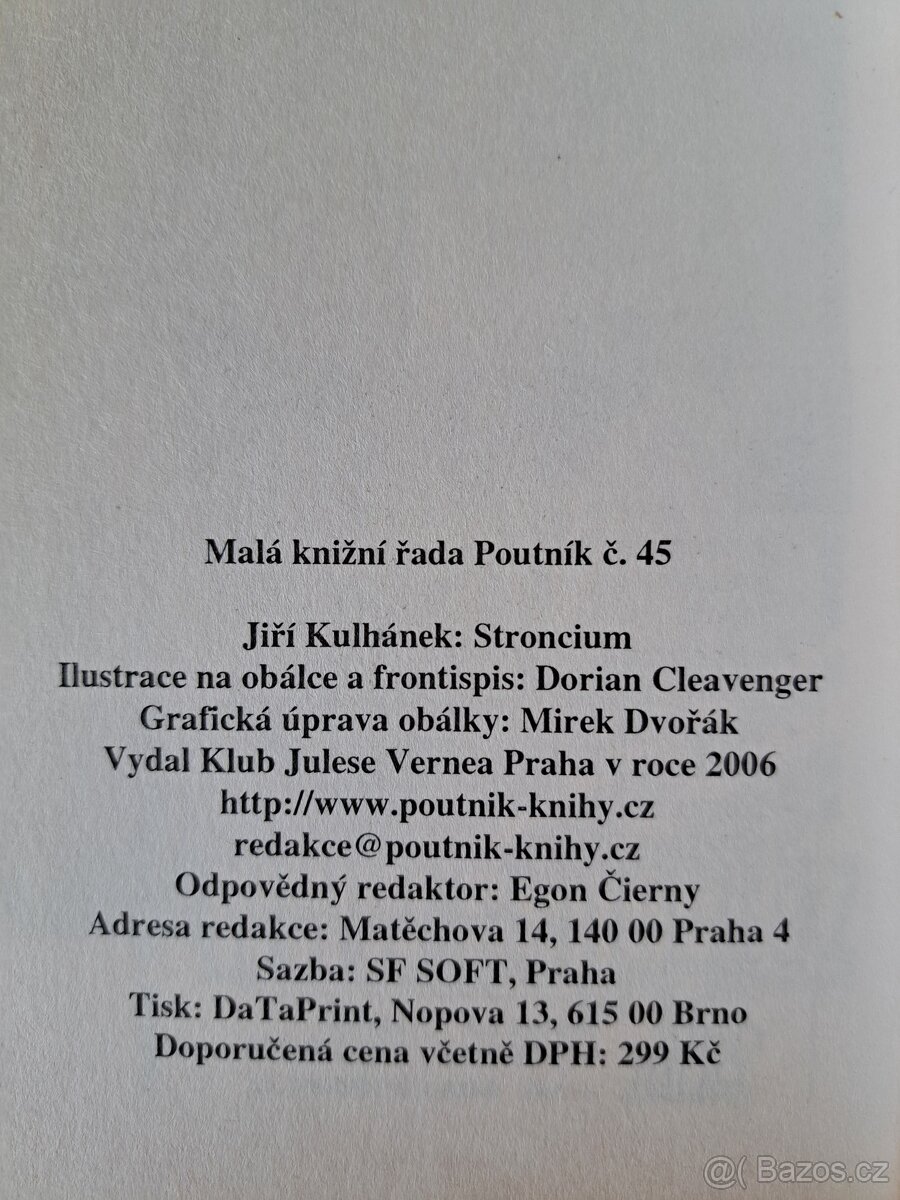 Malá knižní řada Poutník č. 45
Jiří Kulhánek: Stroncium
Ilustrace na obálce a frontispis: Dorian Cleavenger
Grafická úprava obálky: Mirek Dvořák
Vydal Klub Julese Vernea Praha v roce 2006
http://www.poutnik-knihy.cz
redakce@poutnik-knihy.cz
Odpovědný redaktor: Egon Čierny
Adresa redakce: Matěchova 14, 140 00 Praha 4
Sazba: SF SOFT, Praha
Tisk: DaTaPrint, Nopova 13, 615 00 Brno
Doporučená cena včetně DPH: 299 Kč
@( Bazos.cz